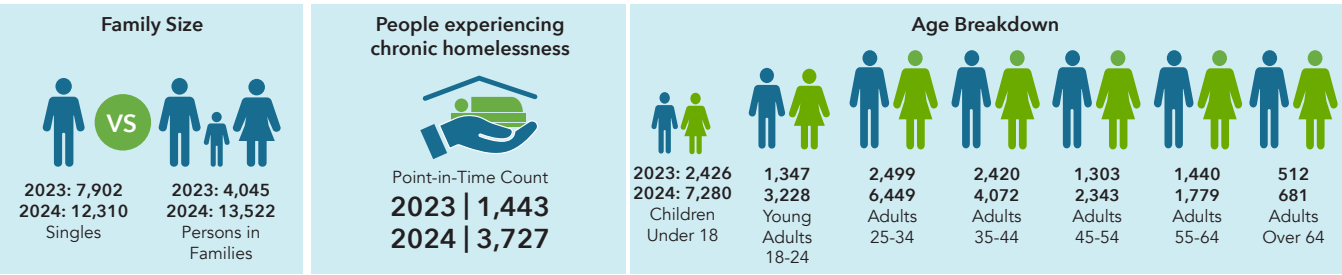 Family Size
VS
2023: 7,902
2024: 12,310
Singles
2023: 4,045
2024: 13,522
Persons in
Families
People experiencing
chronic homelessness
Point-in-Time Count
2023 | 1,443
2024 | 3,727
Age Breakdown
2023: 2,426
2024: 7,280
Children
Under 18
1,347
3,228
Young
Adults
18-24
2,499
6,449
Adults
25-34
2,420
4,072
Adults
35-44
1,303
2,343
Adults
45-54
1,440
1,779
Adults
55-64
512
681
Adults
Over 64